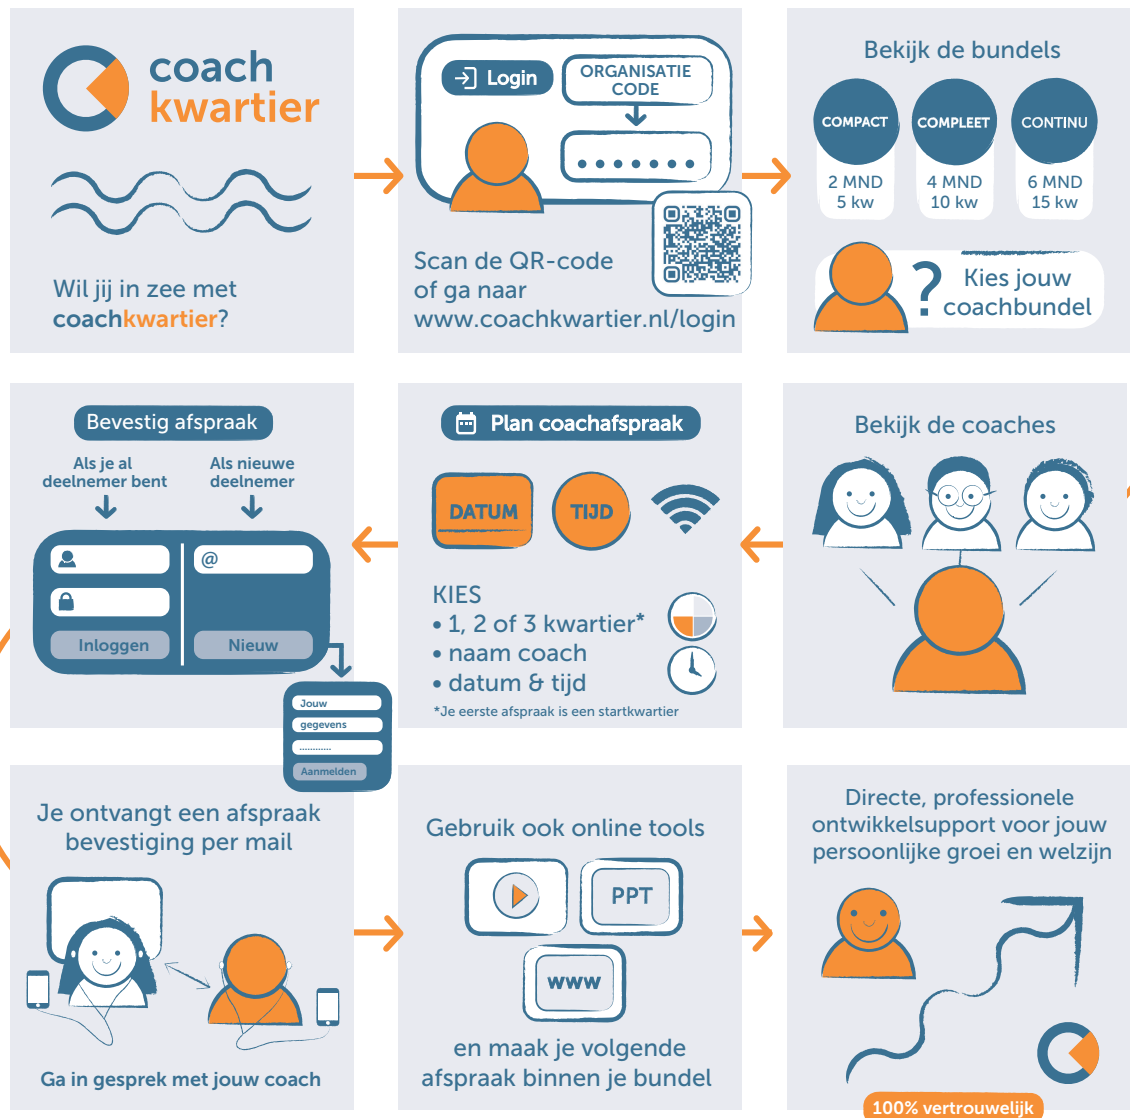 coach
kwartier
Wil jij in zee met
coachkwartier?
Login
ORGANISATIE
CODE
Scan de QR-code
of ga naar
www.coachkwartier.nl/login
Bekijk de bundels
COMPACT
COMPLEET
CONTINU
2 MND
5 kw
4 MND
10 kw
6 MND
15 kw
?
Kies jouw
coachbundel
Bekijk de coaches
Plan coachafspraak
DATUM
TIJD
KIES
• 1, 2 of 3 kwartier*
• naam coach
• datum & tijd
*Je eerste afspraak is een startkwartier
Bevestig afspraak
Als je al
deelnemer bent
Als nieuwe
deelnemer
@
Inloggen
Nieuw
Jouw
gegevens
............
Aanmelden
Je ontvangt een afspraak
bevestiging per mail
Ga in gesprek met jouw coach
Gebruik ook online tools
PPT
www
en maak je volgende
afspraak binnen je bundel
Directe, professionele
ontwikkelsupport voor jouw
persoonlijke groei en welzijn
100% vertrouwelijk